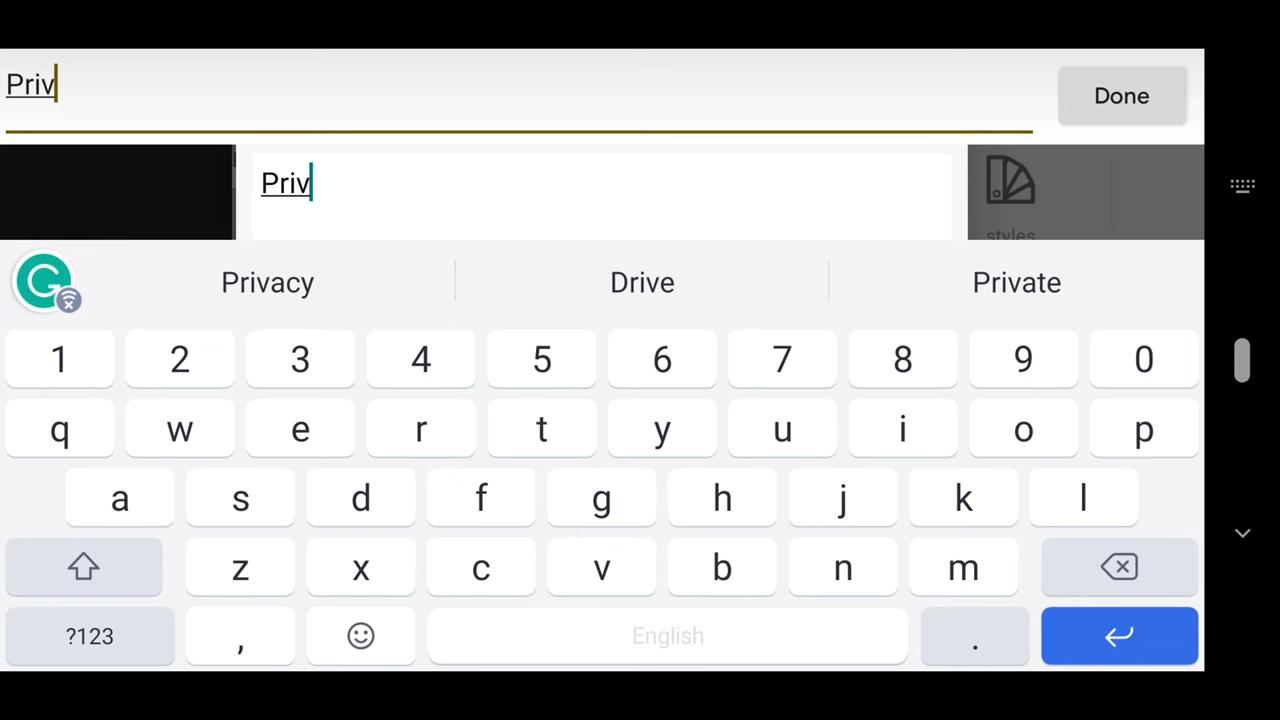 Priv
Done
Priv
styles
Privacy Drive Private
1 2 3 4 5 6 7 8 9 0
q w e r t y u i o p
a s d f g h j k l
z x c v b n m
?123 , English .